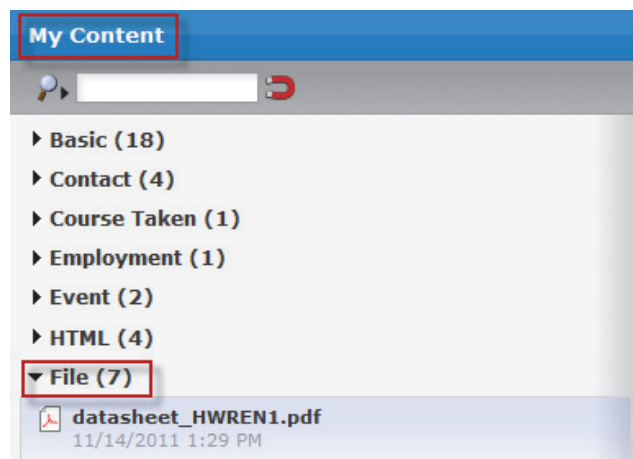 My Content
Basic (18)
Contact (4)
Course Taken (1)
Employment (1)
Event (2)
HTML (4)
File (7)
datasheet_HWREN1.pdf
11/14/2011 1:29 PM